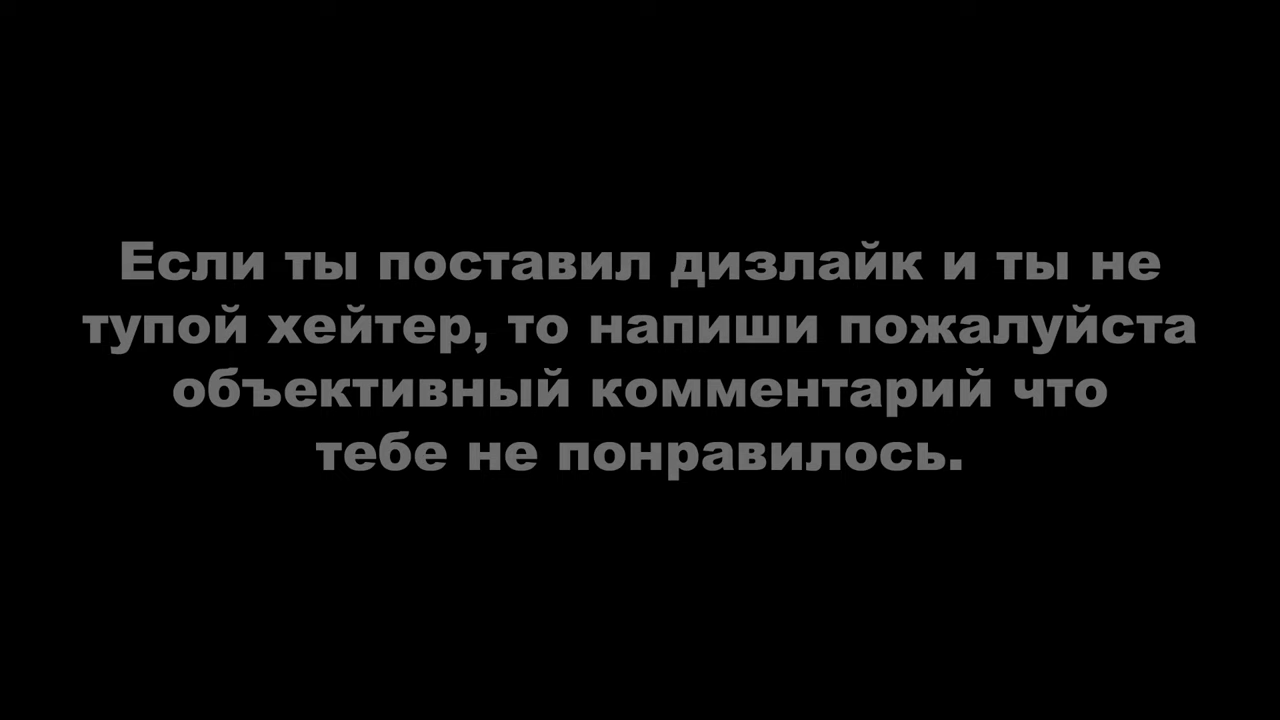 Если ты поставил дизлайк и ты не
тупой хейтер, то напиши пожалуйста
объективный комментарий что
тебе не понравилось.